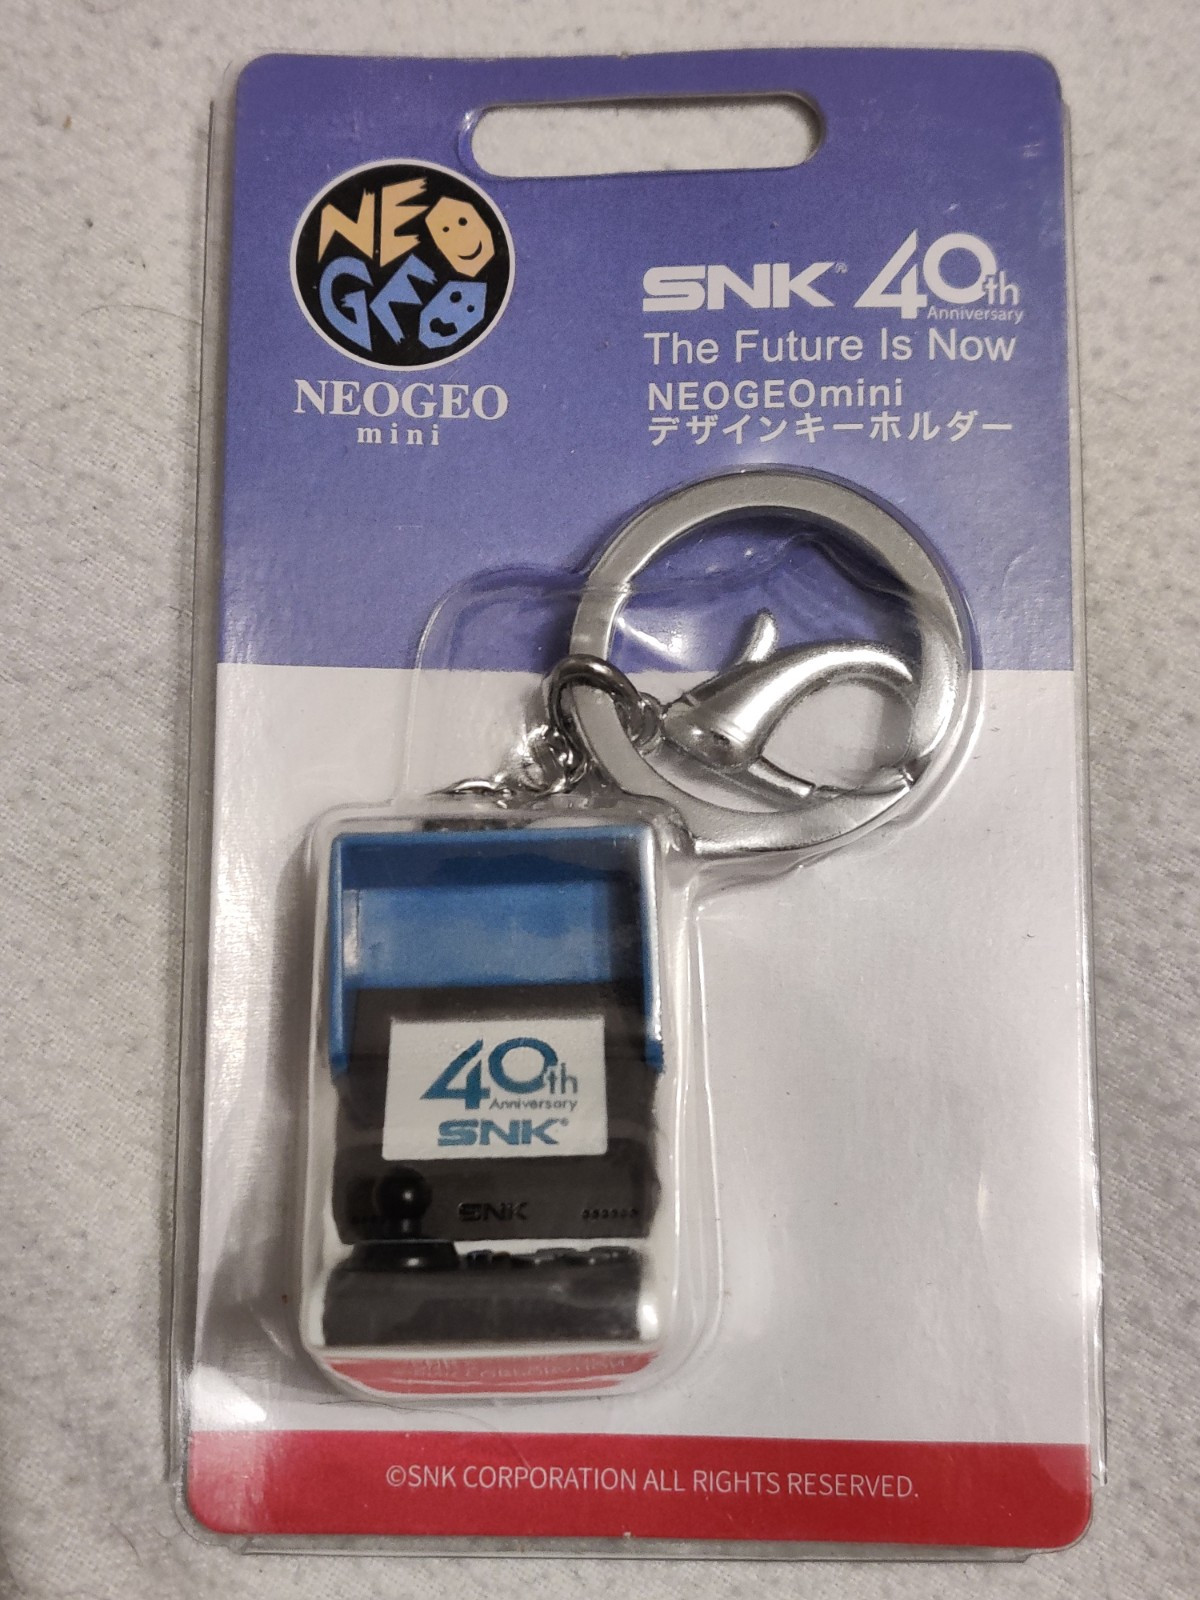 NEO
GEO
NEOGEO
mini
SNK® 40th
Anniversary
The Future Is Now
NEOGEOmini
デザインキーホルダー
40th
Anniversary
SNK®
SNK
©SNK CORPORATION ALL RIGHTS RESERVED.